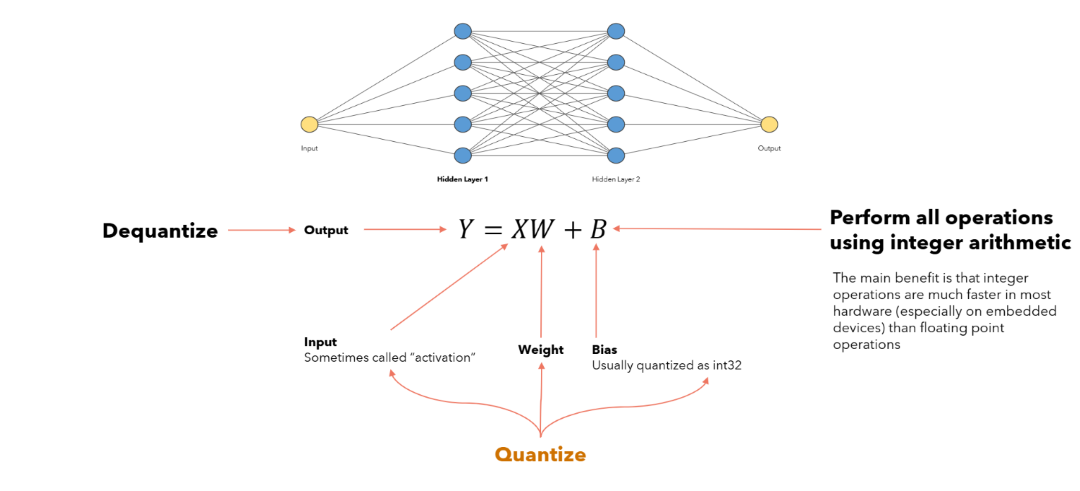 Input
Output
Hidden Layer 1
Hidden Layer 2
Dequantize
Output
Y = XW + B
Perform all operations
using integer arithmetic
The main benefit is that integer
operations are much faster in most
hardware (especially on embedded
devices) than floating point
operations
Input
Sometimes called “activation”
Weight
Bias
Usually quantized as int32
Quantize